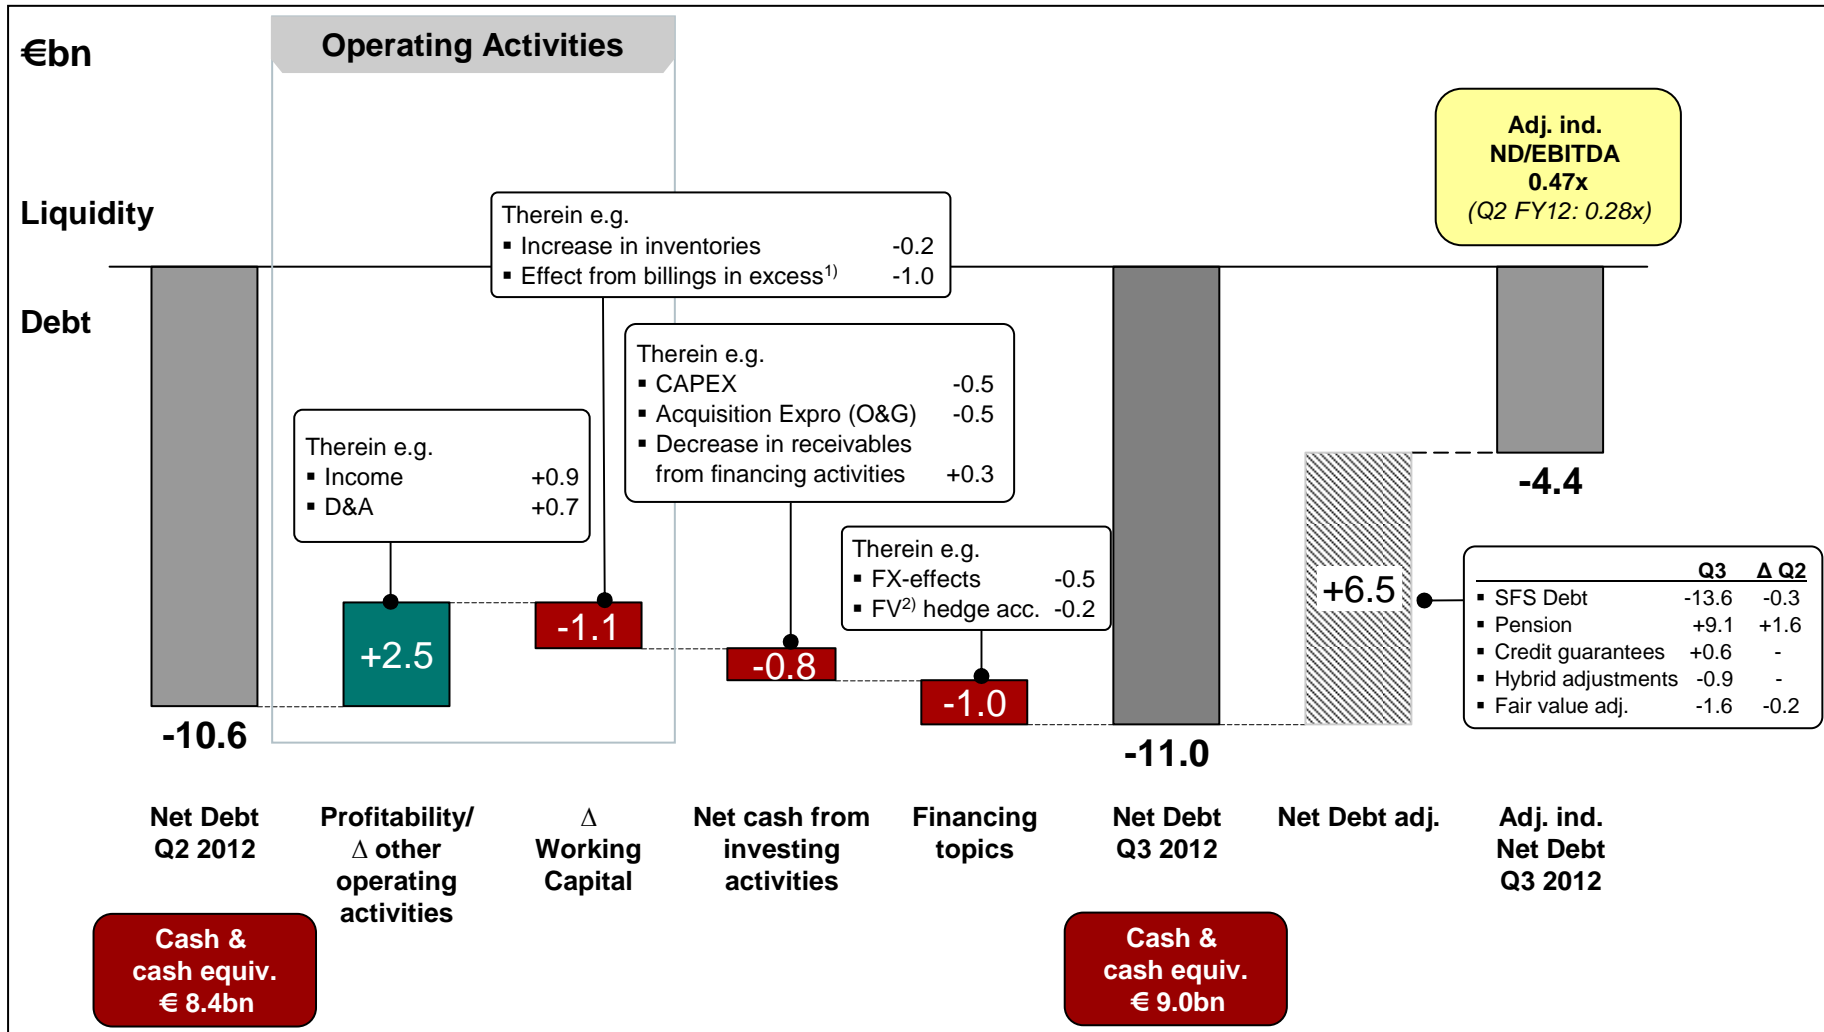 €bn
Operating Activities
Adj. ind.
ND/EBITDA
0.47x
(Q2 FY12: 0.28x)
Liquidity
Debt
Therein e.g.
▪ Increase in inventories -0.2
▪ Effect from billings in excess1) -1.0
Therein e.g.
▪ CAPEX -0.5
▪ Acquisition Expro (O&G) -0.5
▪ Decrease in receivables
from financing activities +0.3
Therein e.g.
▪ Income +0.9
▪ D&A +0.7
Therein e.g.
▪ FX-effects -0.5
▪ FV2) hedge acc. -0.2
Q3 Δ Q2
▪ SFS Debt -13.6 -0.3
▪ Pension +9.1 +1.6
▪ Credit guarantees +0.6 -
▪ Hybrid adjustments -0.9 -
▪ Fair value adj. -1.6 -0.2
-10.6
+2.5
-1.1
-0.8
-1.0
-11.0
+6.5
-4.4
Net Debt
Q2 2012
Profitability/
Δ other
operating
activities
Δ
Working
Capital
Net cash from
investing
activities
Financing
topics
Net Debt
Q3 2012
Net Debt adj.
Adj. ind.
Net Debt
Q3 2012
Cash &
cash equiv.
€ 8.4bn
Cash &
cash equiv.
€ 9.0bn